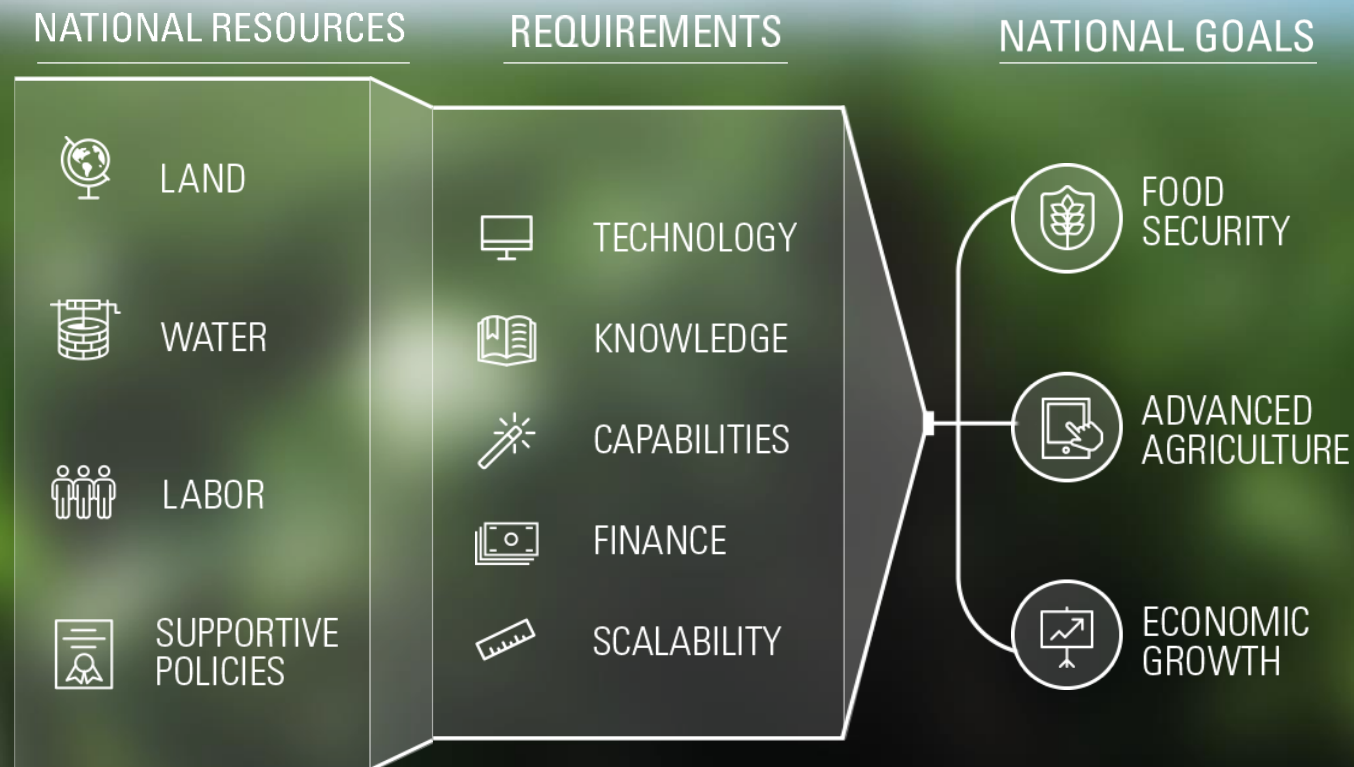 NATIONAL RESOURCES
LAND
WATER
LABOR
SUPPORTIVE
POLICIES
REQUIREMENTS
TECHNOLOGY
KNOWLEDGE
CAPABILITIES
FINANCE
SCALABILITY
NATIONAL GOALS
FOOD
SECURITY
ADVANCED
AGRICULTURE
ECONOMIC
GROWTH